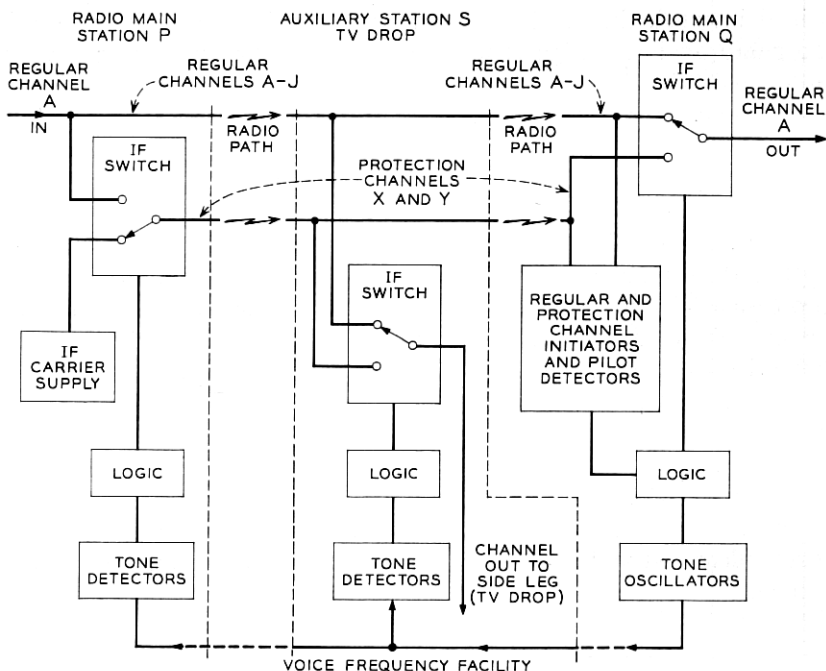 RADIO MAIN
STATION P
AUXILIARY STATION S
TV DROP
RADIO MAIN
STATION Q
REGULAR
CHANNEL
A
IN
REGULAR
CHANNELS A-J
REGULAR
CHANNELS A-J
IF
SWITCH
REGULAR
CHANNEL
A
OUT
RADIO
PATH
RADIO
PATH
IF
SWITCH
PROTECTION
CHANNELS
X AND Y
IF
SWITCH
REGULAR AND
PROTECTION
CHANNEL
INITIATORS
AND PILOT
DETECTORS
IF
CARRIER
SUPPLY
LOGIC
LOGIC
LOGIC
TONE
DETECTORS
TONE
DETECTORS
CHANNEL
OUT TO
SIDE LEG
(TV DROP)
TONE
OSCILLATORS
VOICE FREQUENCY FACILITY